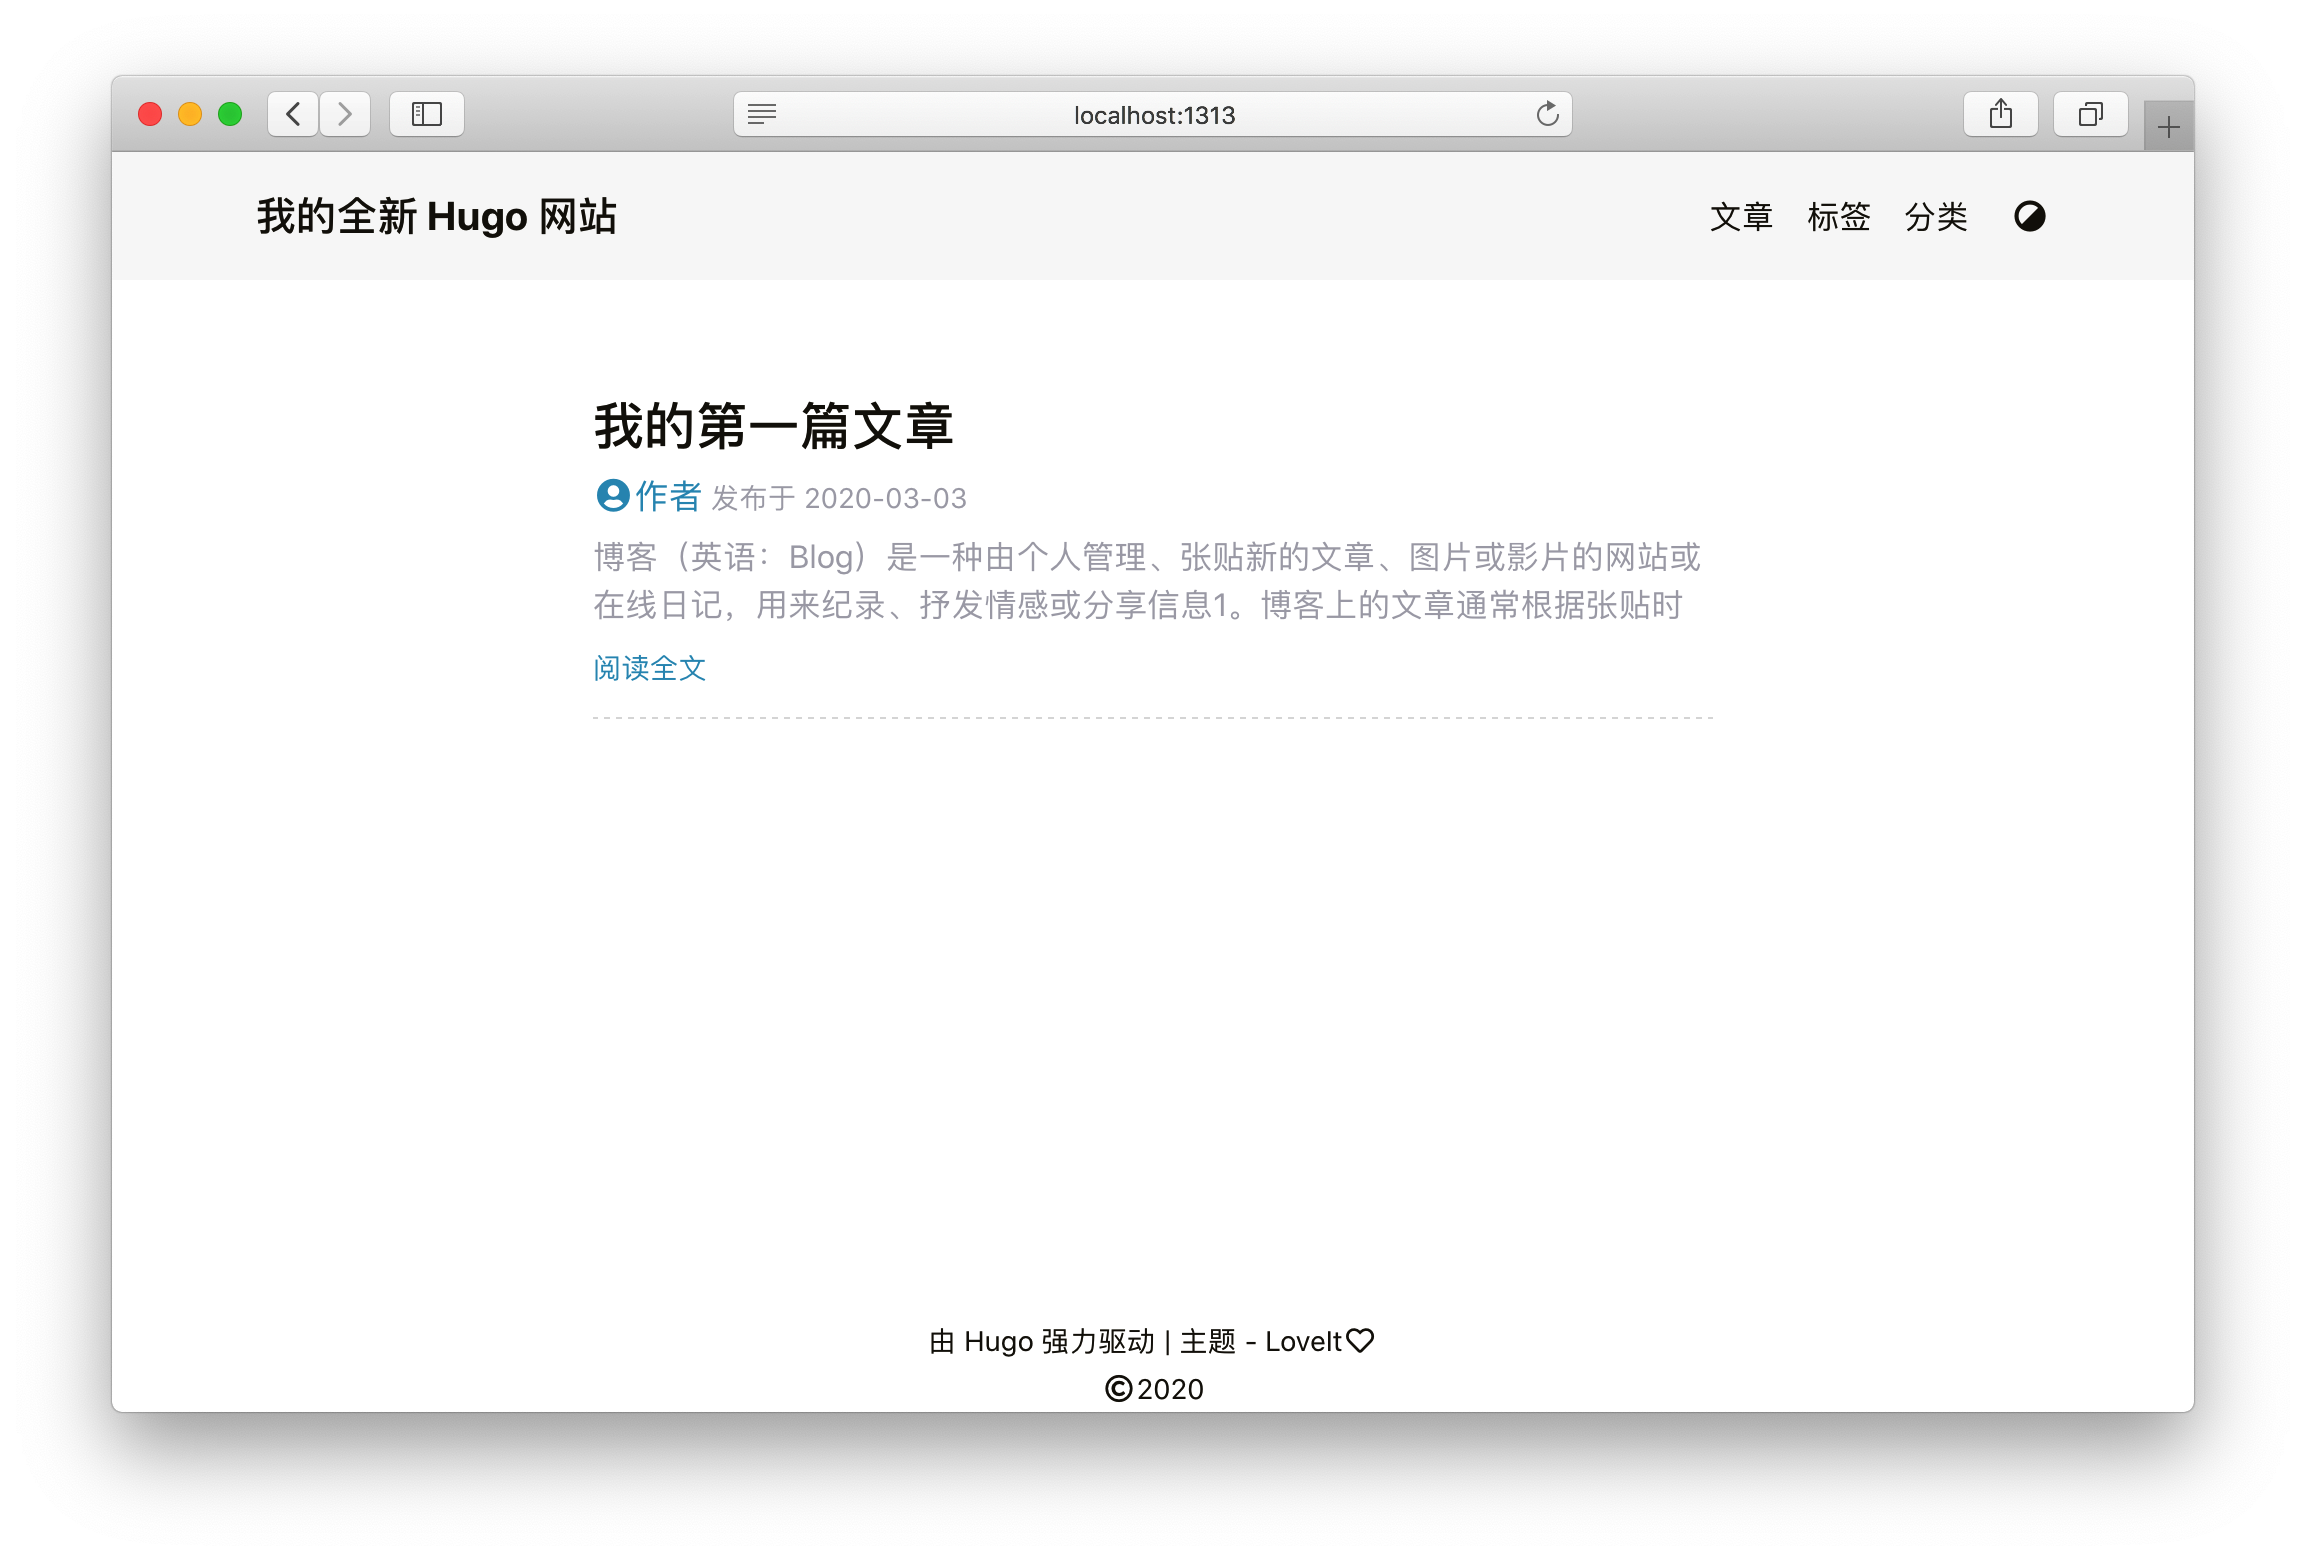 localhost:1313
我的全新 Hugo 网站
文章 标签 分类
我的第一篇文章
作者 发布于 2020-03-03
博客（英语：Blog）是一种由个人管理、张贴新的文章、图片或影片的网站或
在线日记，用来纪录、抒发情感或分享信息1。博客上的文章通常根据张贴时
阅读全文
由 Hugo 强力驱动 | 主题 - LoveIt
© 2020